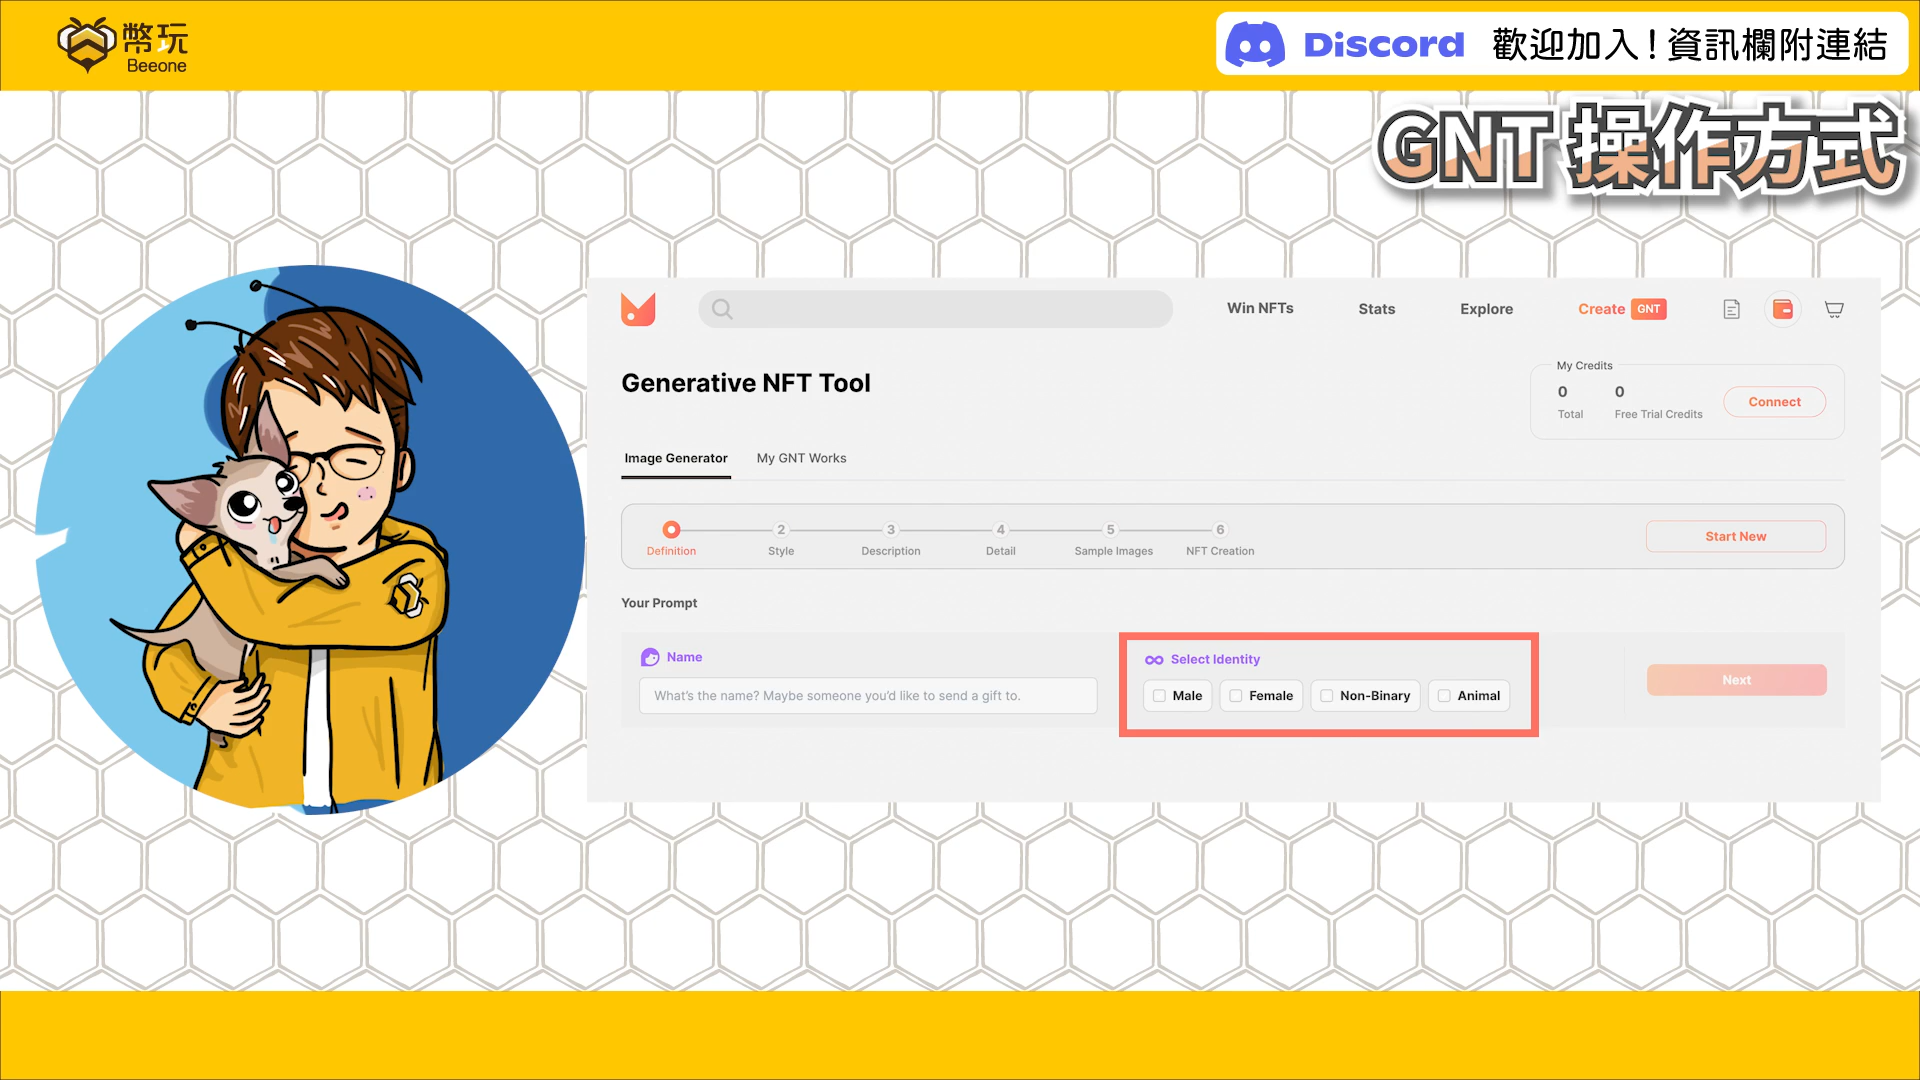 幣玩
Beeone
Discord 歡迎加入!資訊欄附連結
GNT 操作方式
Win NFTs Stats Explore Create GNT
Generative NFT Tool
My Credits
0 0
Total Free Trial Credits
Connect
Image Generator My GNT Works
2 3 4 5 6
Definition Style Description Detail Sample Images NFT Creation
Start New
Your Prompt
Name
What's the name? Maybe someone you'd like to send a gift to.
Select Identity
Male Female Non-Binary Animal
Next